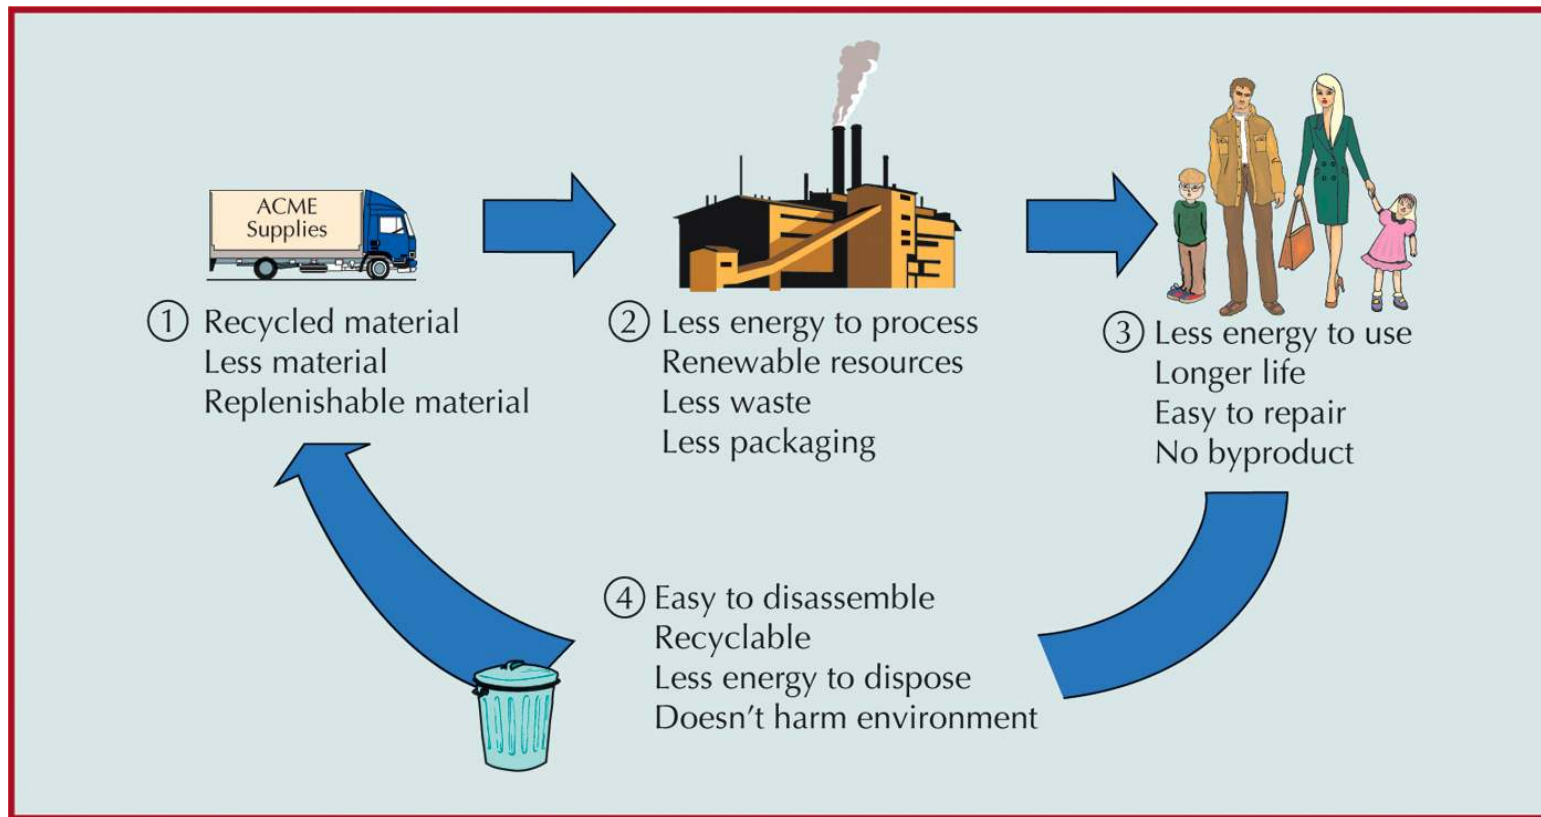 ACME
Supplies
① Recycled material
Less material
Replenishable material
② Less energy to process
Renewable resources
Less waste
Less packaging
③ Less energy to use
Longer life
Easy to repair
No byproduct
④ Easy to disassemble
Recyclable
Less energy to dispose
Doesn’t harm environment